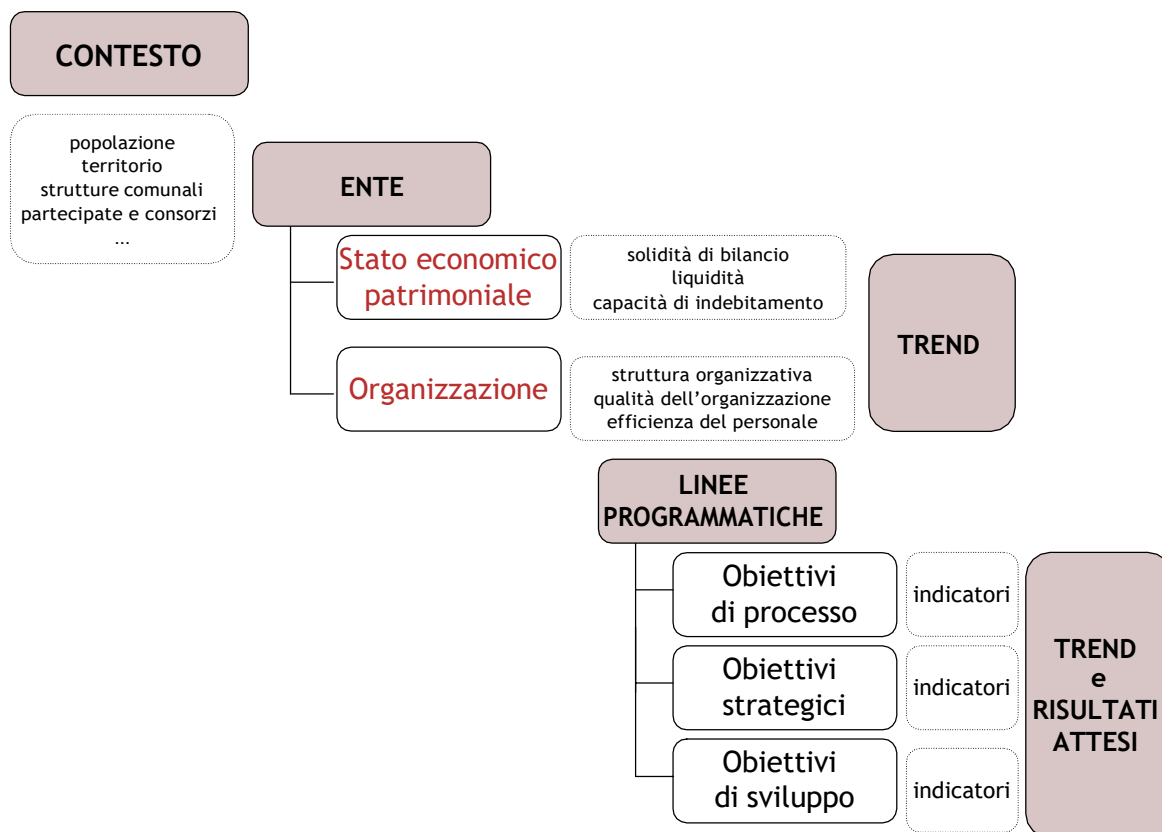 CONTESTO
popolazione
territorio
strutture comunali
partecipate e consorzi
...
ENTE
Stato economico
patrimoniale
solidità di bilancio
liquidità
capacità di indebitamento
TREND
Organizzazione
struttura organizzativa
qualità dell’organizzazione
efficienza del personale
LINEE
PROGRAMMATICHE
Obiettivi
di processo
indicatori
Obiettivi
strategici
indicatori
Obiettivi
di sviluppo
indicatori
TREND
e
RISULTATI
ATTESI